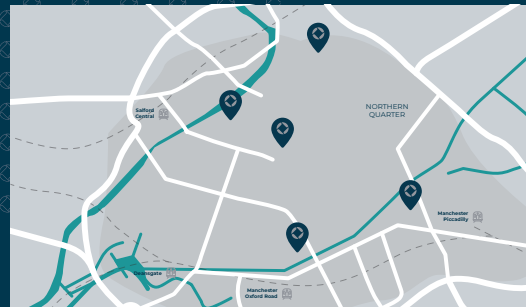 NORTHERN
QUARTER
Salford
Central
Manchester
Piccadilly
Deansgate
Manchester
Oxford Road